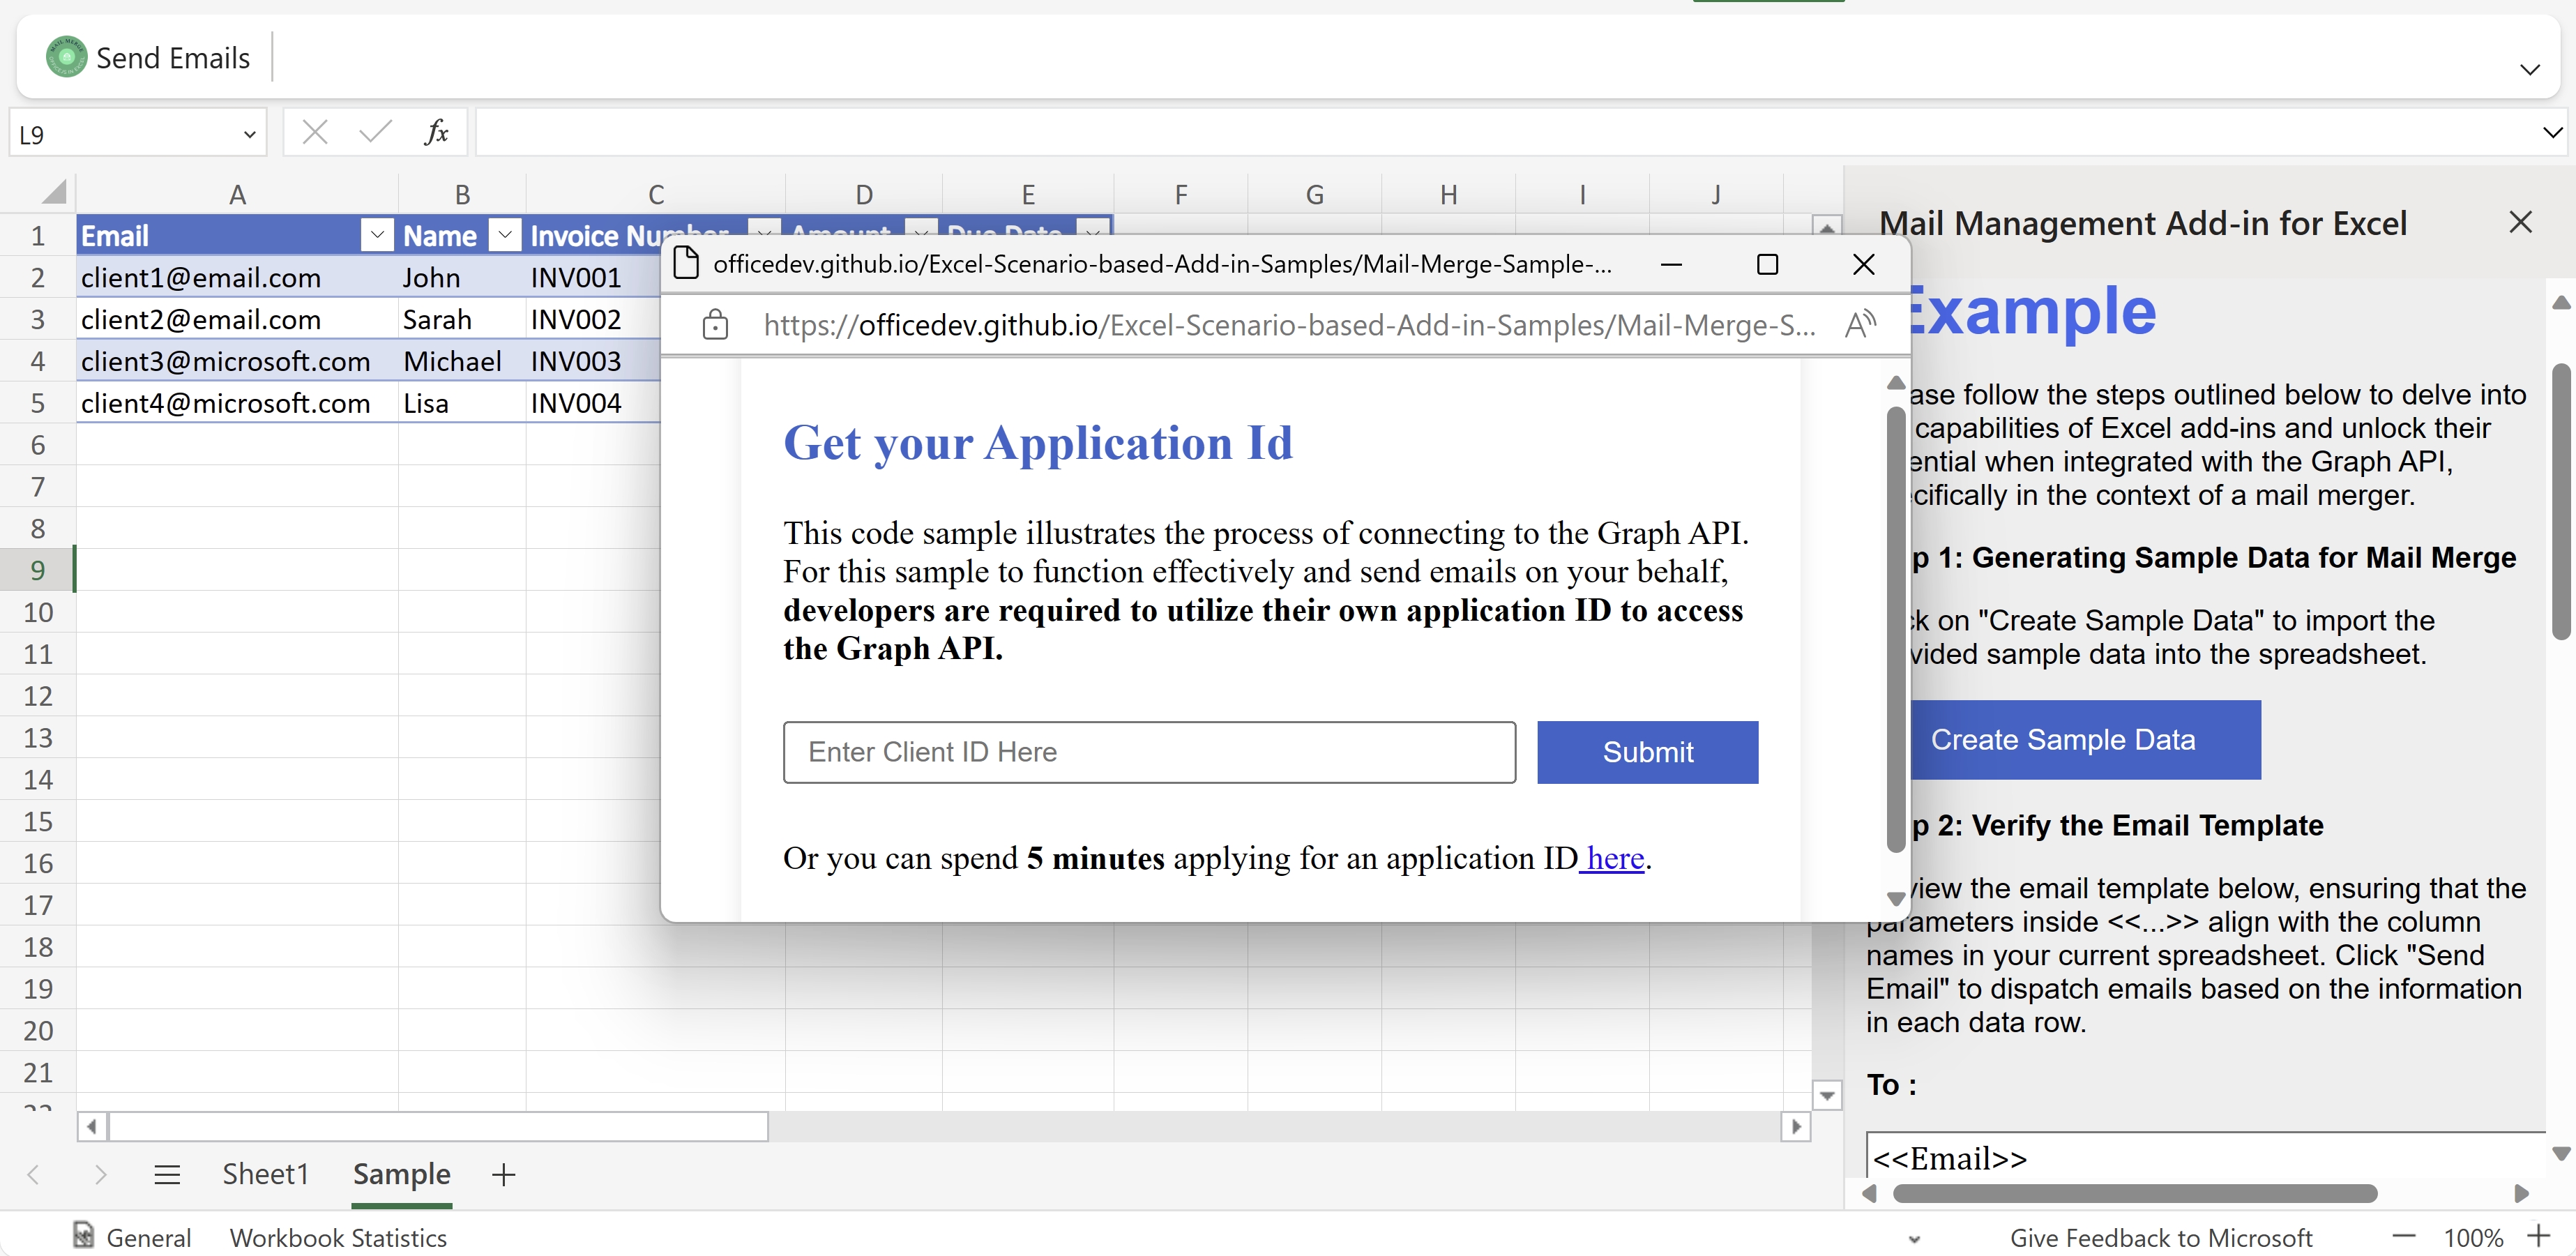 Send Emails
L9
fx
A B C D E F G H I J
1 Email Name Invoice Number Amount Due Date
2 client1@email.com John INV001
3 client2@email.com Sarah INV002
4 client3@microsoft.com Michael INV003
5 client4@microsoft.com Lisa INV004
6
7
8
9
10
11
12
13
14
15
16
17
18
19
20
21
officedev.github.io/Excel-Scenario-based-Add-in-Samples/Mail-Merge-Sample-...
https://officedev.github.io/Excel-Scenario-based-Add-in-Samples/Mail-Merge-S...
Get your Application Id
This code sample illustrates the process of connecting to the Graph API.
For this sample to function effectively and send emails on your behalf,
developers are required to utilize their own application ID to access
the Graph API.
Enter Client ID Here
Submit
Or you can spend 5 minutes applying for an application ID here.
Mail Management Add-in for Excel
Example
ase follow the steps outlined below to delve into
capabilities of Excel add-ins and unlock their
ential when integrated with the Graph API,
cifically in the context of a mail merger.
p 1: Generating Sample Data for Mail Merge
k on "Create Sample Data" to import the
vided sample data into the spreadsheet.
Create Sample Data
p 2: Verify the Email Template
view the email template below, ensuring that the
parameters inside <<...>> align with the column
names in your current spreadsheet. Click "Send
Email" to dispatch emails based on the information
in each data row.
To :
<<Email>>
Sheet1 Sample
General Workbook Statistics
Give Feedback to Microsoft
100%